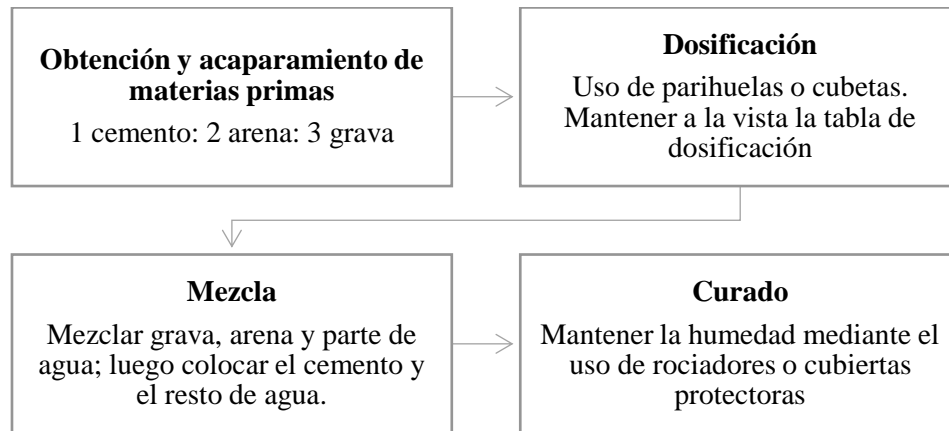 Obtención y acaparamiento de
materias primas
1 cemento: 2 arena: 3 grava
Dosificación
Uso de parihuelas o cubetas.
Mantener a la vista la tabla de
dosificación
Mezcla
Mezclar grava, arena y parte de
agua; luego colocar el cemento y
el resto de agua.
Curado
Mantener la humedad mediante el
uso de rociadores o cubiertas
protectoras